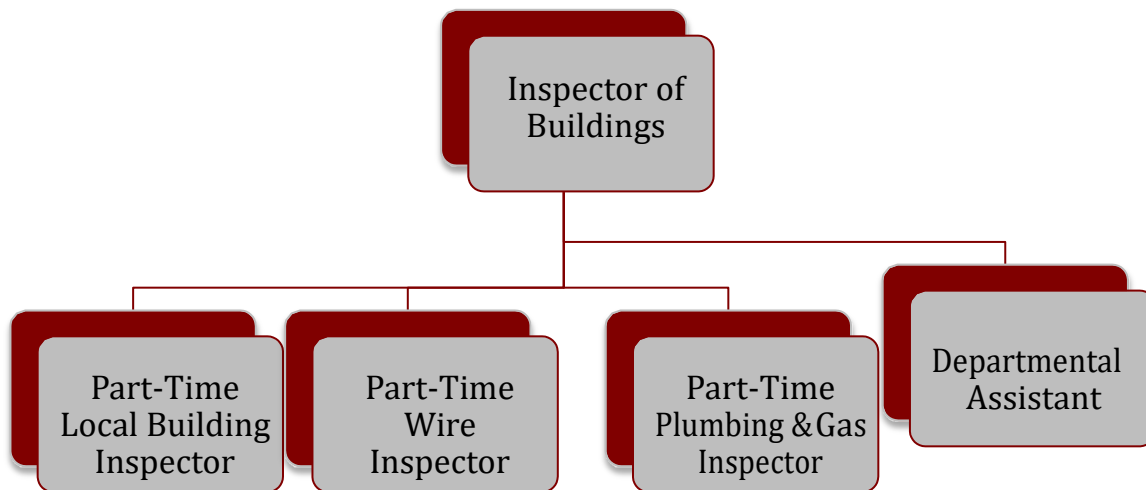 Inspector of
Buildings
Part-Time
Local Building
Inspector
Part-Time
Wire
Inspector
Part-Time
Plumbing &Gas
Inspector
Departmental
Assistant